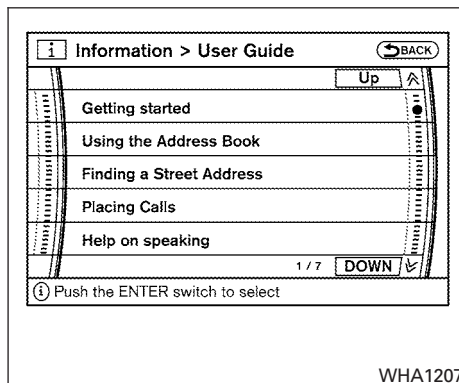 i Information > User Guide BACK
Up
Getting started
Using the Address Book
Finding a Street Address
Placing Calls
Help on speaking
1 / 7 DOWN
i Push the ENTER switch to select
WHA1207